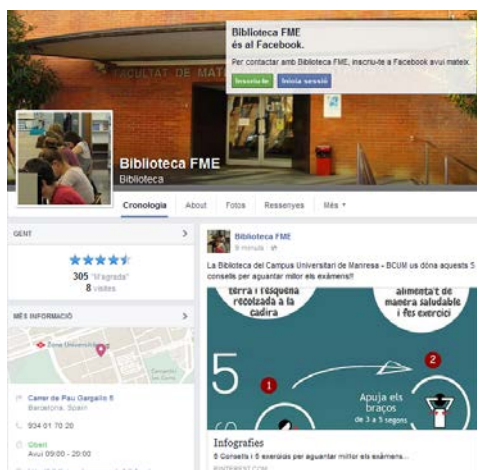 Biblioteca FME
és al Facebook.
Per contactar amb Biblioteca FME, inscriu-te a Facebook avui mateix.
Inscriu-te
Inicia sessió
FACULTAT DE MATE
Biblioteca FME
Biblioteca
Cronologia
About
Fotos
Ressenyes
Més
GENT
305 "M'agrada"
8 visites
MÉS INFORMACIÓ
Zona Universit
Carrer de Pau Gargallo 5
Barcelona, Spain
934 01 70 20
Obert
Avui 09:00 - 20:00
Biblioteca FME
9 minuts
La Biblioteca del Campus Universitari de Manresa - BCUM us dóna aquests 5
consells per aguantar millor els exàmens!!
terra i l'esquena
recolzada a la
cadira
alimenta't de
manera saludable
i fes exercici
5
1
2
Apuja els
braços
de 3 a 5 segons
Infografies
5 Consells i 5 exercicis per aguantar millor els exàmens...
PINTEREST.COM